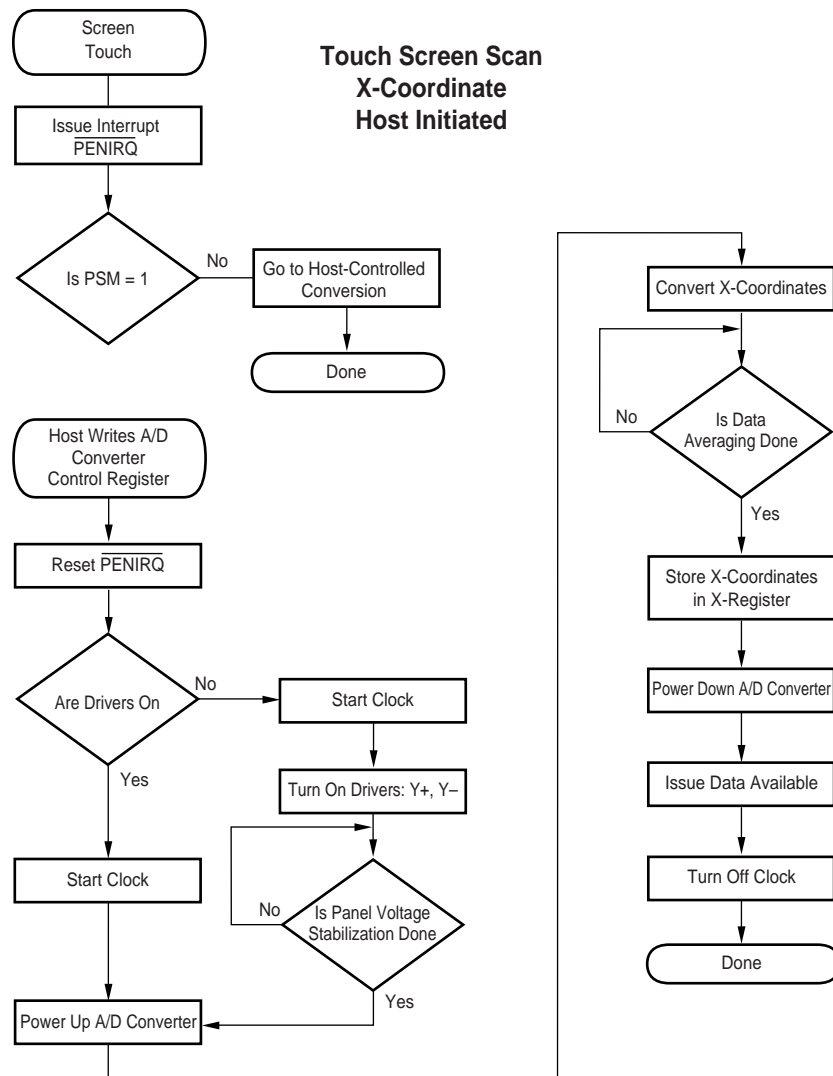 Screen
Touch
Touch Screen Scan
X-Coordinate
Host Initiated
Issue Interrupt
PENIRQ
Is PSM = 1
No
Go to Host-Controlled
Conversion
Done
Host Writes A/D
Converter
Control Register
Reset PENIRQ
Are Drivers On
No
Start Clock
Turn On Drivers: Y+, Y–
Yes
Start Clock
No
Is Panel Voltage
Stabilization Done
Yes
Power Up A/D Converter
Convert X-Coordinates
No
Is Data
Averaging Done
Yes
Store X-Coordinates
in X-Register
Power Down A/D Converter
Issue Data Available
Turn Off Clock
Done